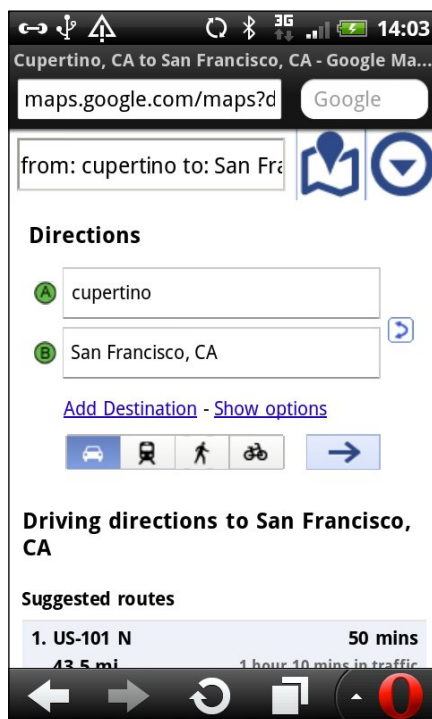 3G
14:03
Cupertino, CA to San Francisco, CA - Google Ma...
maps.google.com/maps?d
Google
from: cupertino to: San Fra
Directions
A cupertino
B San Francisco, CA
Add Destination - Show options
Driving directions to San Francisco,
CA
Suggested routes
1. US-101 N 50 mins
43.5 mi 1 hour 10 mins in traffic